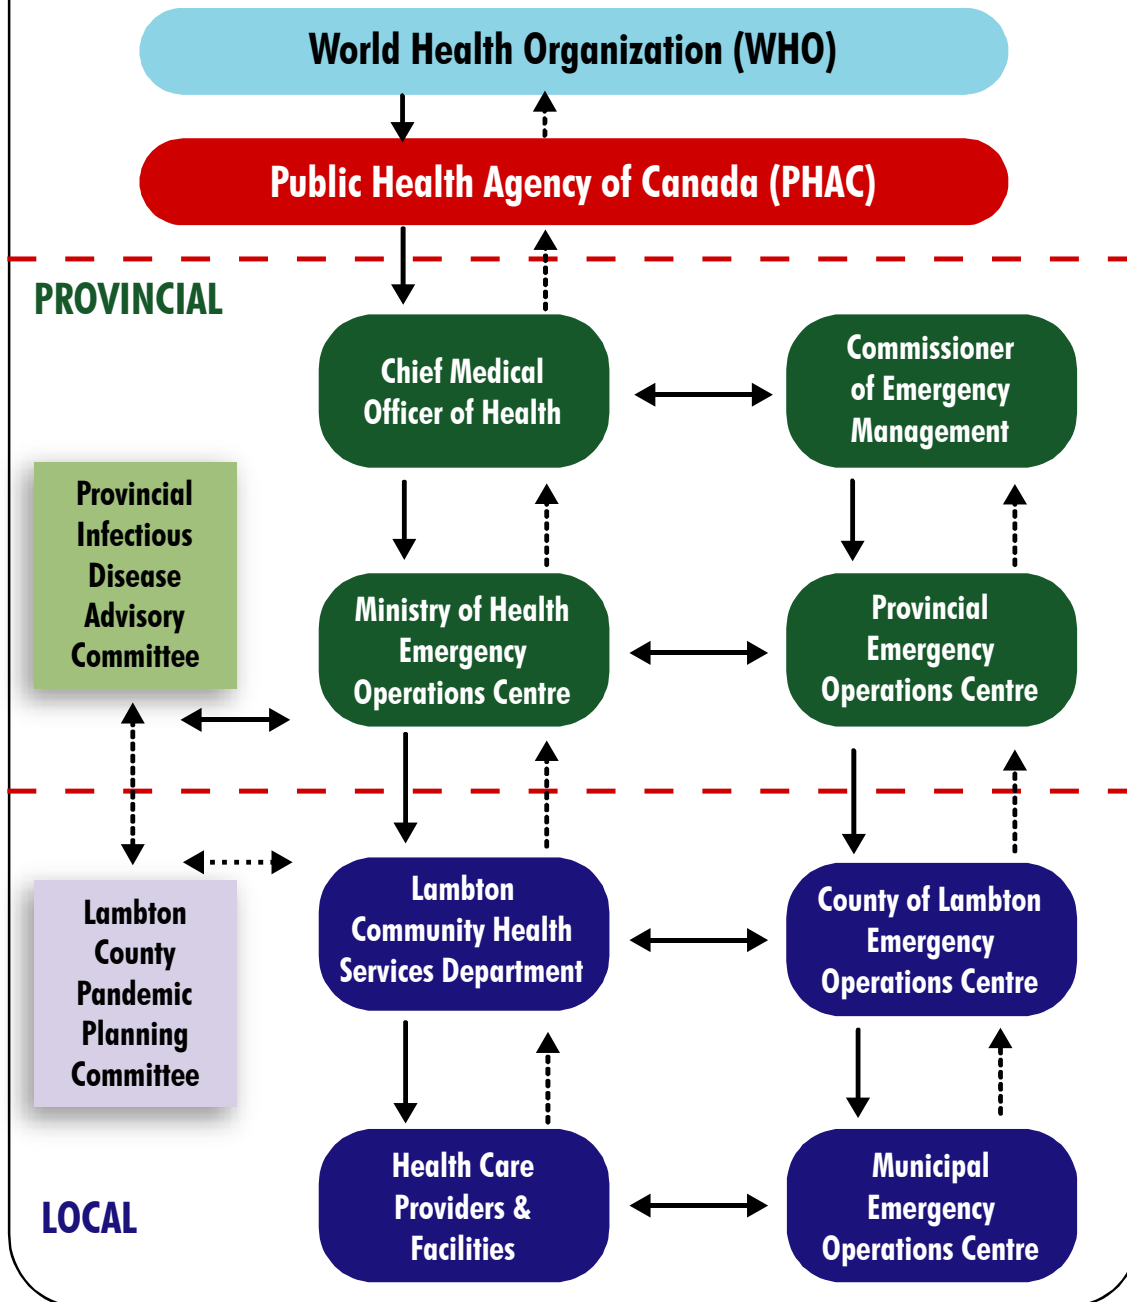 World Health Organization (WHO)
Public Health Agency of Canada (PHAC)
PROVINCIAL
Chief Medical
Officer of Health
Commissioner
of Emergency
Management
Provincial
Infectious
Disease
Advisory
Committee
Ministry of Health
Emergency
Operations Centre
Provincial
Emergency
Operations Centre
Lambton
County
Pandemic
Planning
Committee
Lambton
Community Health
Services Department
County of Lambton
Emergency
Operations Centre
LOCAL
Health Care
Providers &
Facilities
Municipal
Emergency
Operations Centre